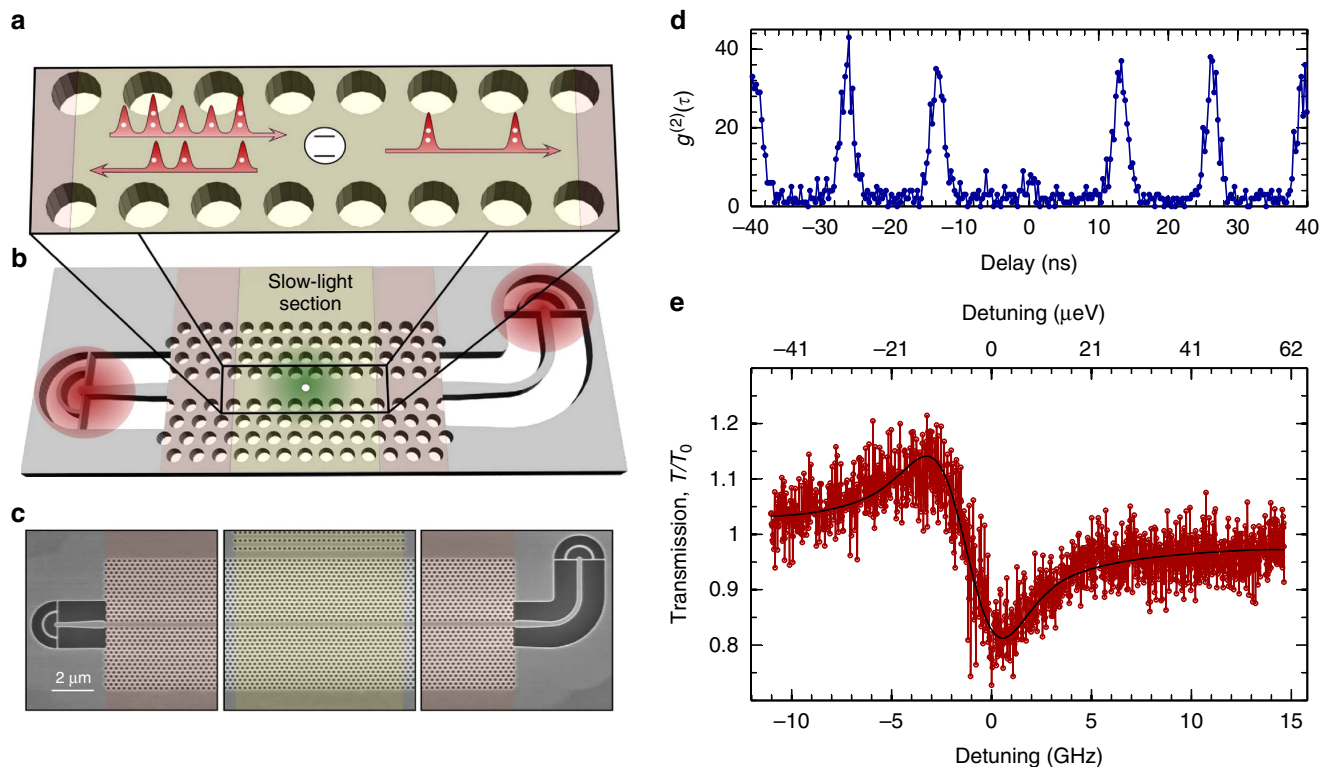 a
b
Slow-light
section
c
2 μm
d
g(2)(τ)
40
20
0
–40
–30
–20
–10
0
10
20
30
40
Delay (ns)
e
Detuning (μeV)
–41
–21
0
21
41
62
Transmission, T/T0
1.2
1.1
1
0.9
0.8
–10
–5
0
5
10
15
Detuning (GHz)